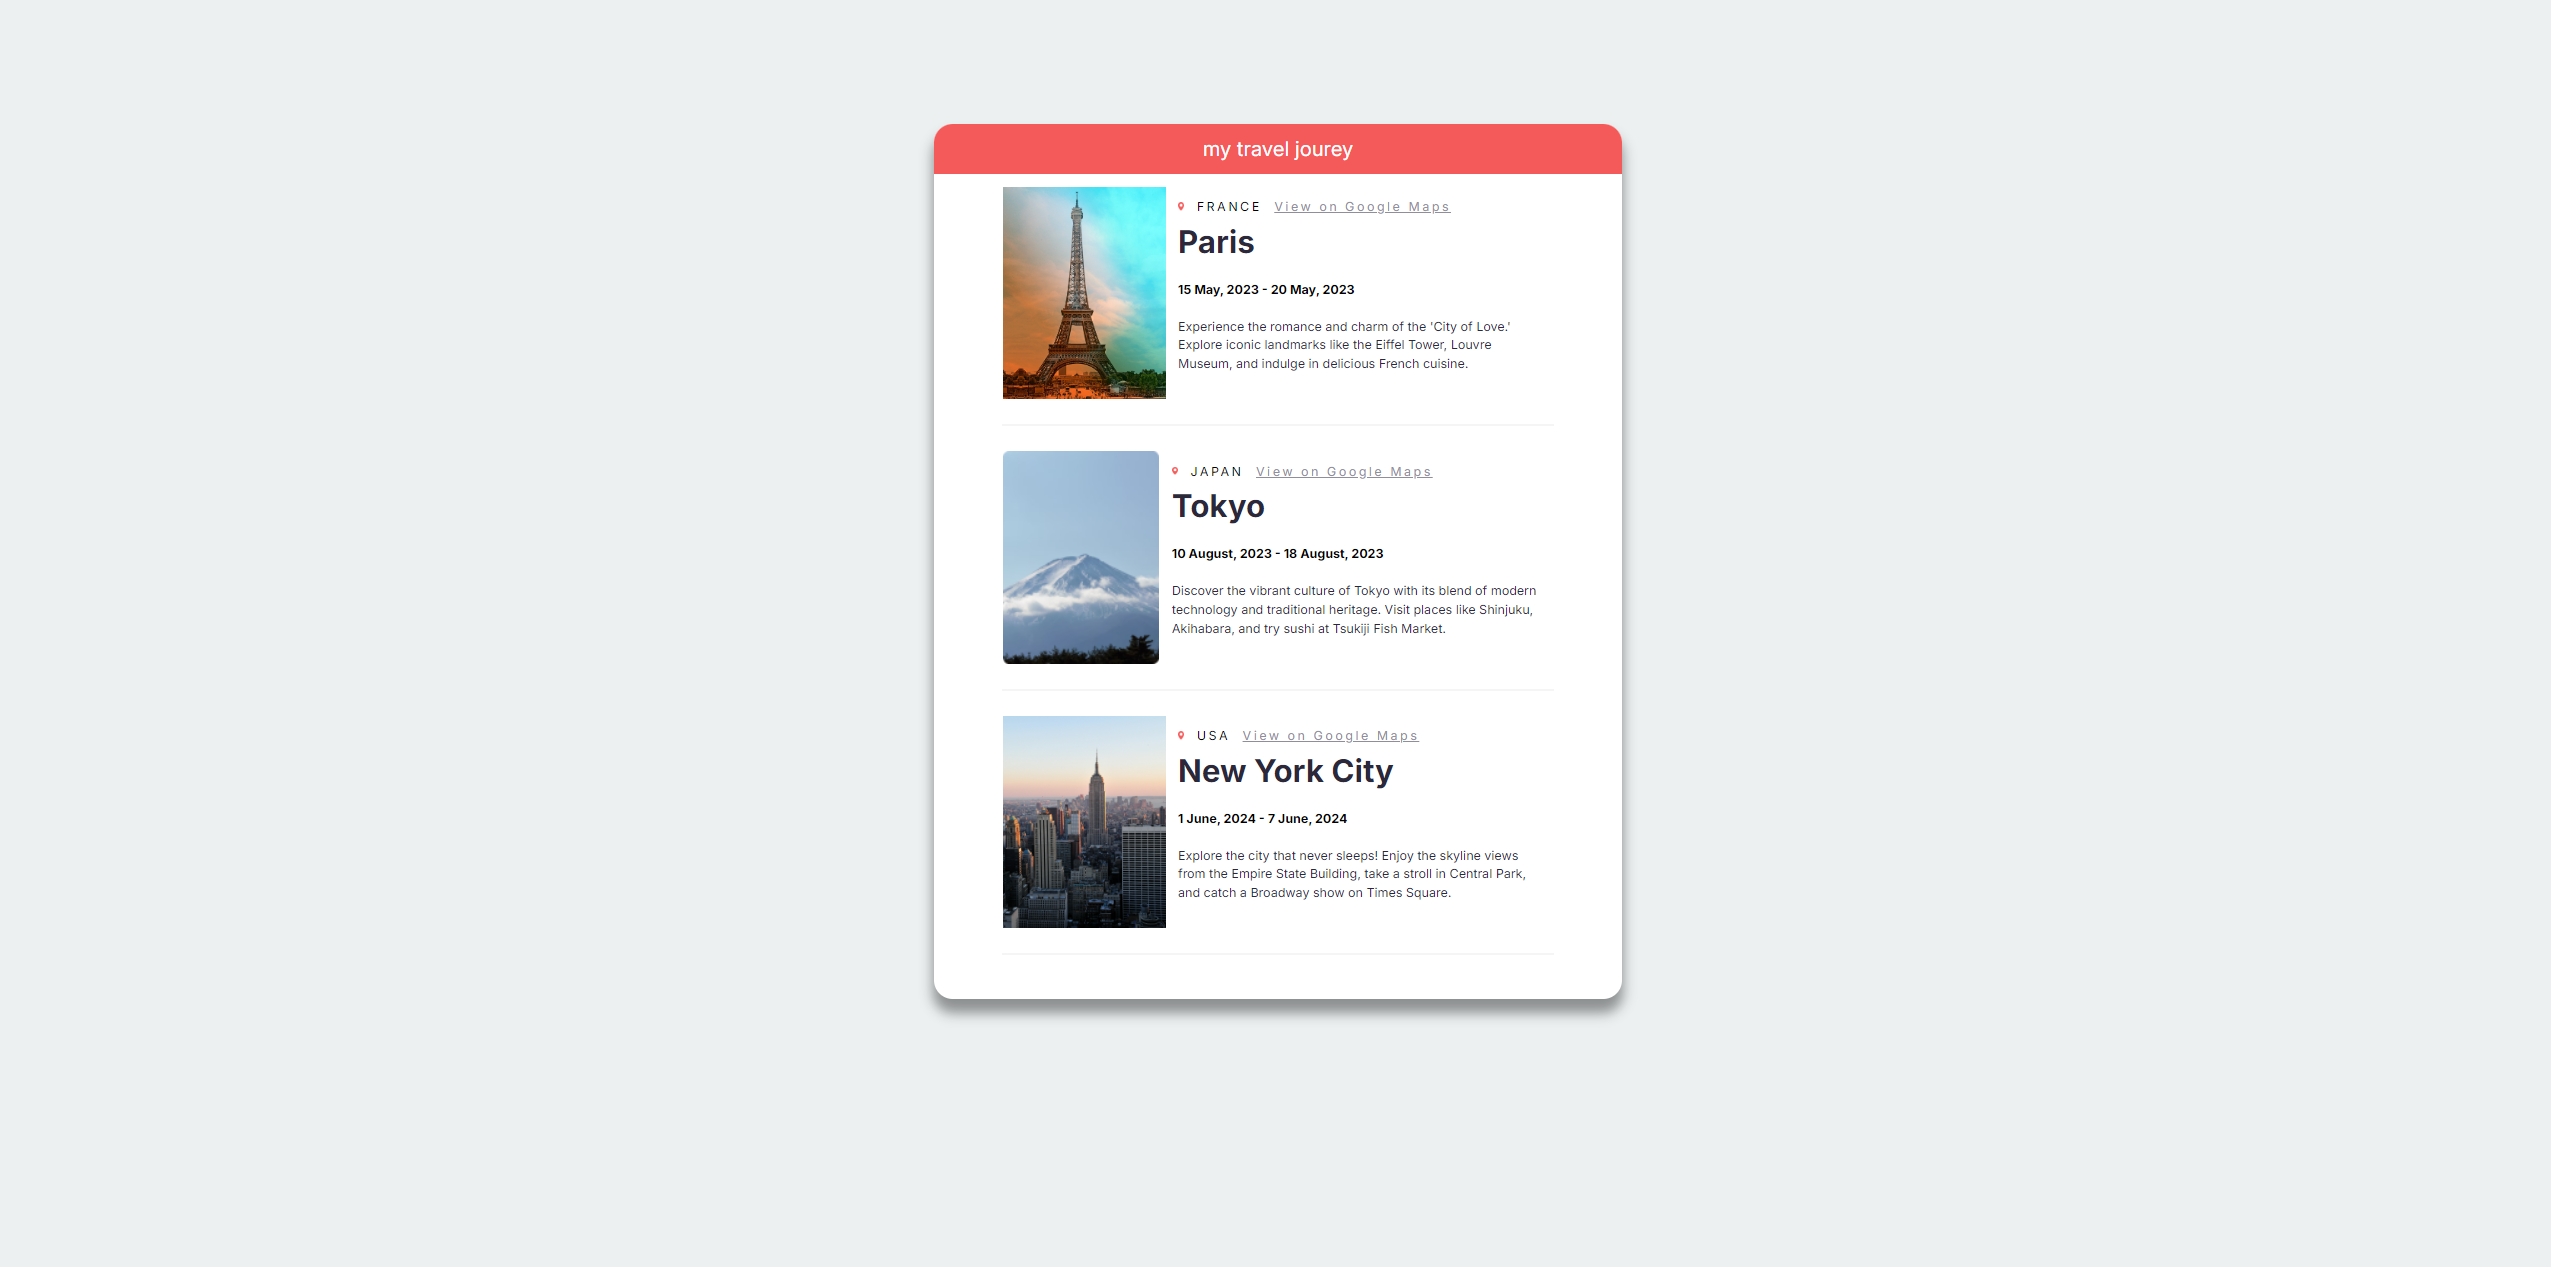 my travel jourey
FRANCE View on Google Maps
Paris
15 May, 2023 - 20 May, 2023
Experience the romance and charm of the 'City of Love.'
Explore iconic landmarks like the Eiffel Tower, Louvre
Museum, and indulge in delicious French cuisine.
JAPAN View on Google Maps
Tokyo
10 August, 2023 - 18 August, 2023
Discover the vibrant culture of Tokyo with its blend of modern
technology and traditional heritage. Visit places like Shinjuku,
Akihabara, and try sushi at Tsukiji Fish Market.
USA View on Google Maps
New York City
1 June, 2024 - 7 June, 2024
Explore the city that never sleeps! Enjoy the skyline views
from the Empire State Building, take a stroll in Central Park,
and catch a Broadway show on Times Square.